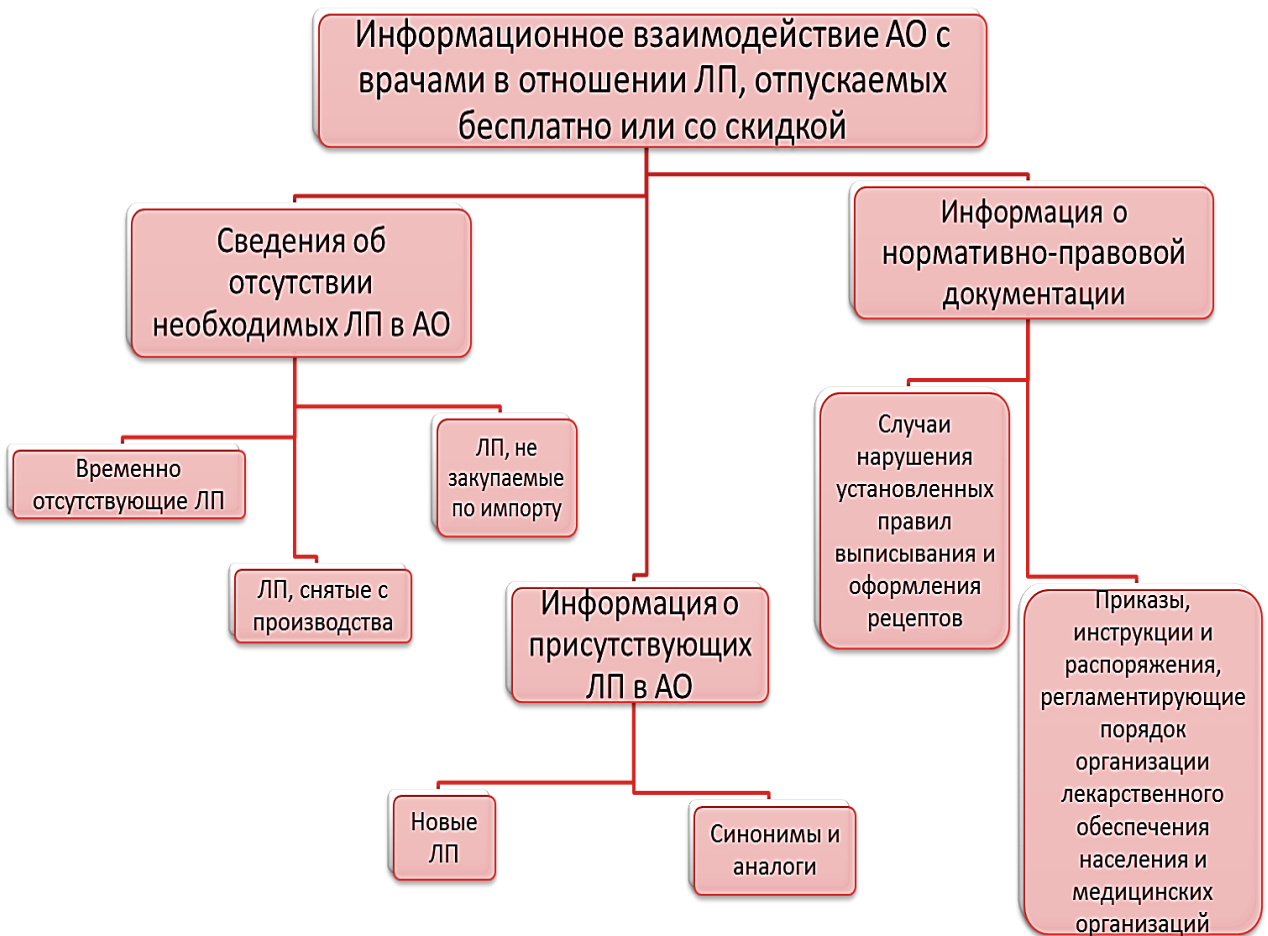 Информационное взаимодействие АО с
врачами в отношении ЛП, отпускаемых
бесплатно или со скидкой
Сведения об
отсутствии
необходимых ЛП в АО
Временно
отсутствующие ЛП
ЛП, снятые с
производства
ЛП, не
закупаемые
по импорту
Информация о
присутствующих
ЛП в АО
Новые
ЛП
Синонимы и
аналоги
Информация о
нормативно-правовой
документации
Случаи
нарушения
установленных
правил
выписывания и
оформления
рецептов
Приказы,
инструкции и
распоряжения,
регламентирующие
порядок
организации
лекарственного
обеспечения
населения и
медицинских
организаций